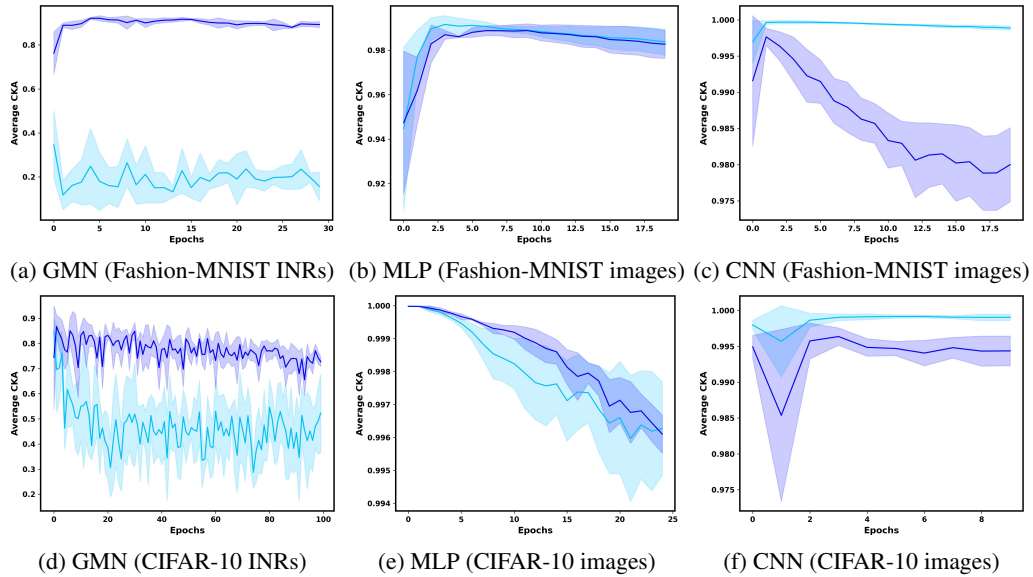 0.8
0.6
0.4
0.2
Average CKA
0 5 10 15 20 25 30
Epochs
(a) GMN (Fashion-MNIST INRs)
0.98
0.96
0.94
0.92
Average CKA
0.0 2.5 5.0 7.5 10.0 12.5 15.0 17.5
Epochs
(b) MLP (Fashion-MNIST images)
1.000
0.995
0.990
0.985
0.980
0.975
Average CKA
0.0 2.5 5.0 7.5 10.0 12.5 15.0 17.5
Epochs
(c) CNN (Fashion-MNIST images)
0.9
0.8
0.7
0.6
0.5
0.4
0.3
0.2
Average CKA
0 20 40 60 80 100
Epochs
(d) GMN (CIFAR-10 INRs)
1.000
0.999
0.998
0.997
0.996
0.995
0.994
Average CKA
0 5 10 15 20 25
Epochs
(e) MLP (CIFAR-10 images)
1.000
0.995
0.990
0.985
0.980
0.975
Average CKA
0 2 4 6 8
Epochs
(f) CNN (CIFAR-10 images)